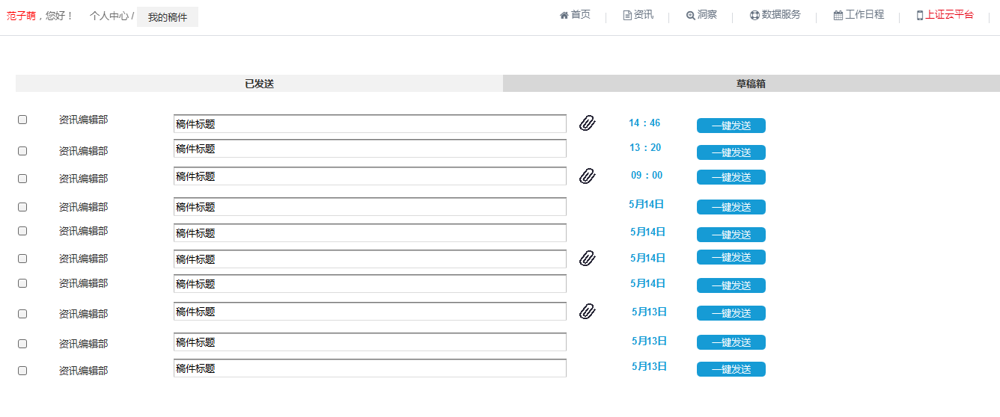 范子萌，您好！ 个人中心 / 我的稿件 首页 资讯 洞察 数据服务 工作日程 上证云平台
已发送 草稿箱
资讯编辑部 稿件标题 14：46 一键发送
资讯编辑部 稿件标题 13：20 一键发送
资讯编辑部 稿件标题 09：00 一键发送
资讯编辑部 稿件标题 5月14日 一键发送
资讯编辑部 稿件标题 5月14日 一键发送
资讯编辑部 稿件标题 5月14日 一键发送
资讯编辑部 稿件标题 5月14日 一键发送
资讯编辑部 稿件标题 5月13日 一键发送
资讯编辑部 稿件标题 5月13日 一键发送
资讯编辑部 稿件标题 5月13日 一键发送